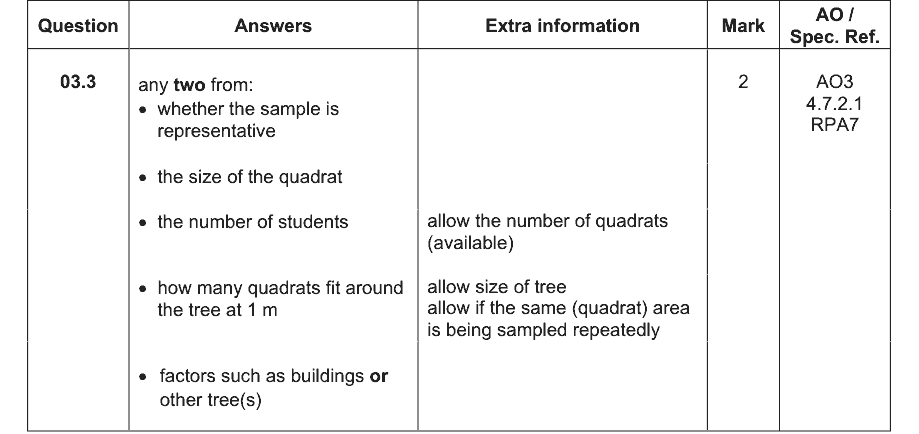 Question Answers Extra information Mark AO /
Spec. Ref.
03.3 any two from: 2 AO3
• whether the sample is 4.7.2.1
representative RPA7
• the size of the quadrat
• the number of students allow the number of quadrats
(available)
• how many quadrats fit around allow size of tree
the tree at 1 m allow if the same (quadrat) area
is being sampled repeatedly
• factors such as buildings or
other tree(s)